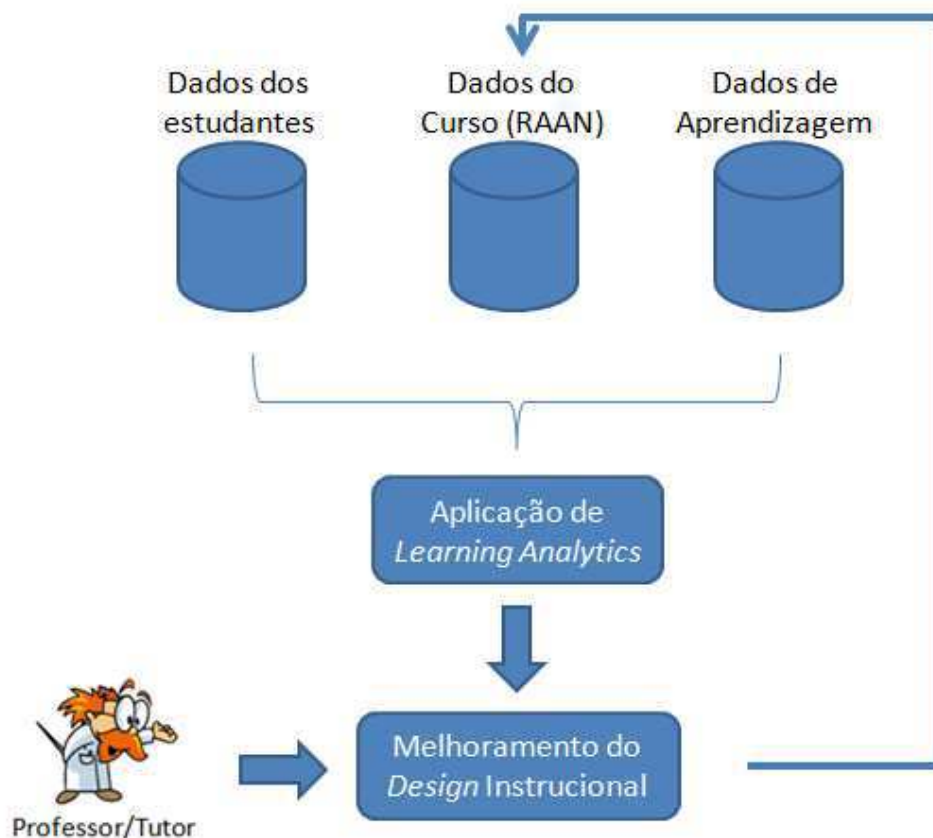 Dados dos
estudantes
Dados do
Curso (RAAN)
Dados de
Aprendizagem
Aplicação de
Learning Analytics
Melhoramento do
Design Instrucional
Professor/Tutor